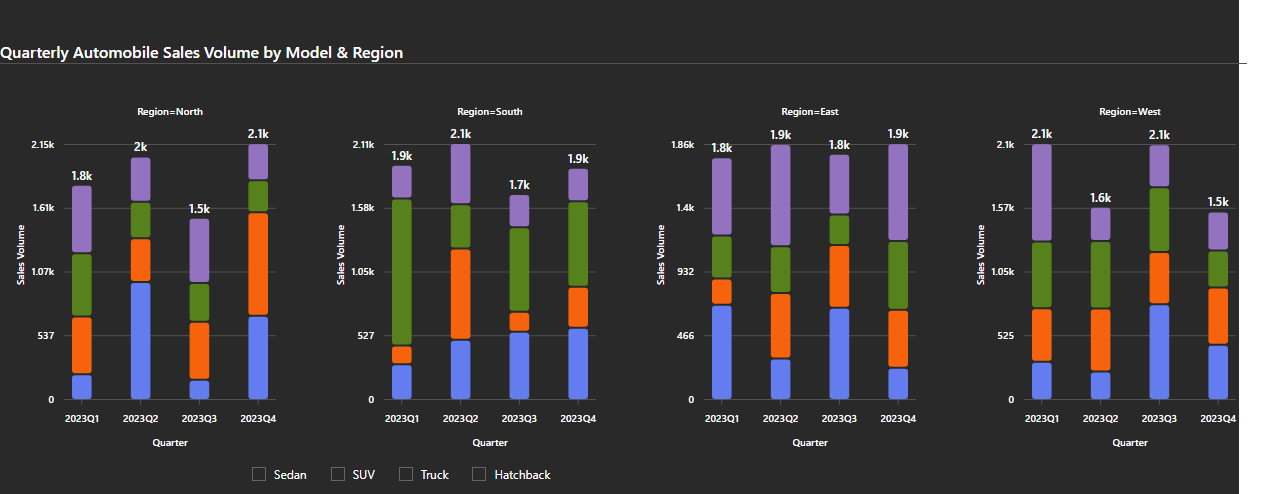 Quarterly Automobile Sales Volume by Model & Region
Region=North
2.15k
1.61k
1.07k
537
0
Sales Volume
1.8k
2k
1.5k
2.1k
2023Q1 2023Q2 2023Q3 2023Q4
Quarter
Region=South
2.11k
1.58k
1.05k
527
0
Sales Volume
1.9k
2.1k
1.7k
1.9k
2023Q1 2023Q2 2023Q3 2023Q4
Quarter
Region=East
1.86k
1.4k
932
466
0
Sales Volume
1.8k
1.9k
1.8k
1.9k
2023Q1 2023Q2 2023Q3 2023Q4
Quarter
Region=West
2.1k
1.57k
1.05k
525
0
Sales Volume
2.1k
1.6k
2.1k
1.5k
2023Q1 2023Q2 2023Q3 2023Q4
Quarter
Sedan SUV Truck Hatchback